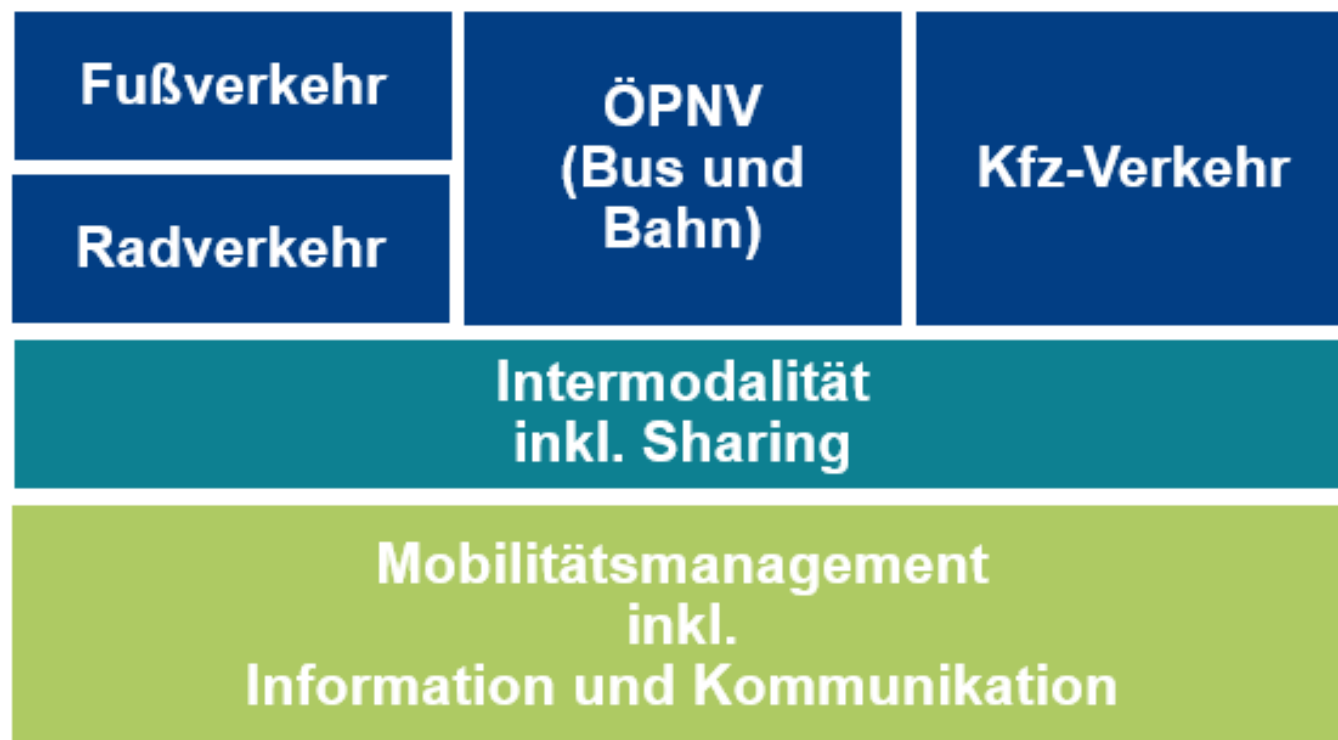 Fußverkehr
Radverkehr
ÖPNV
(Bus und
Bahn)
Kfz-Verkehr
Intermodalität
inkl. Sharing
Mobilitätsmanagement
inkl.
Information und Kommunikation